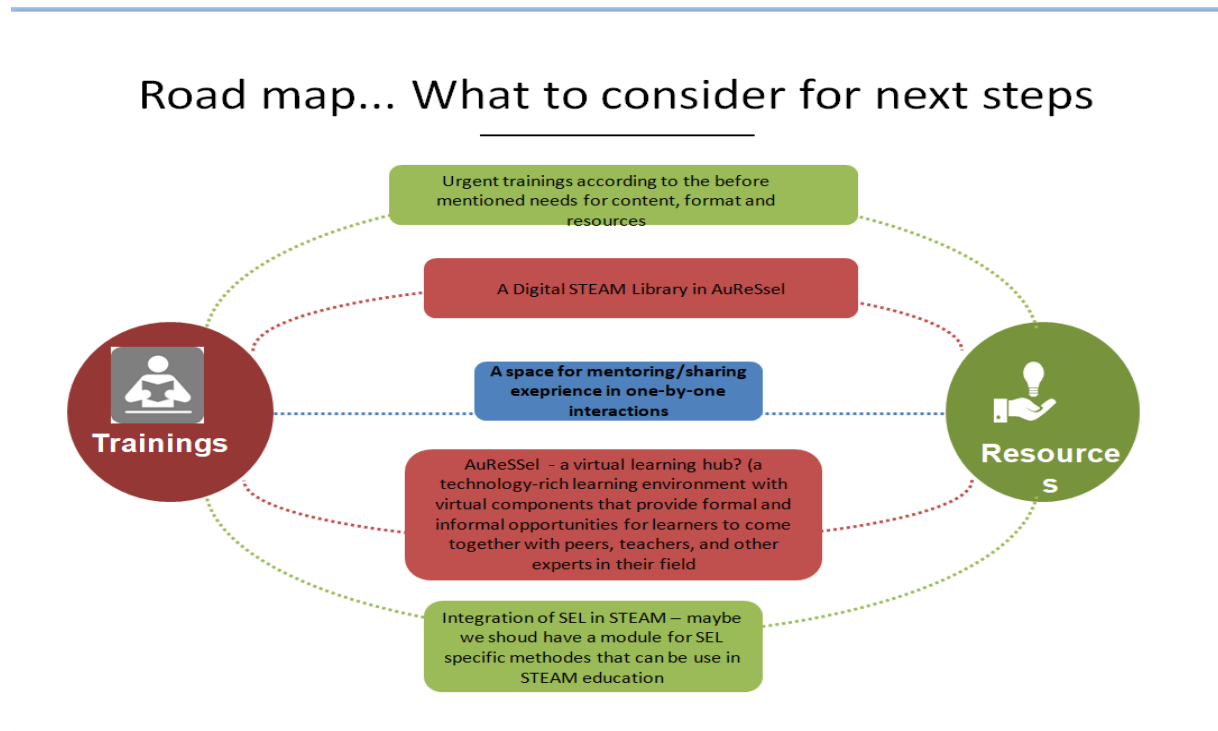 Road map... What to consider for next steps
Urgent trainings according to the before
mentioned needs for content, format and
resources
A Digital STEAM Library in AuReSsel
A space for mentoring/sharing
exeprience in one-by-one
interactions
Trainings
Resource
s
AuReSSel - a virtual learning hub? (a
technology-rich learning environment with
virtual components that provide formal and
informal opportunities for learners to come
together with peers, teachers, and other
experts in their field
Integration of SEL in STEAM – maybe
we shoud have a module for SEL
specific methodes that can be use in
STEAM education